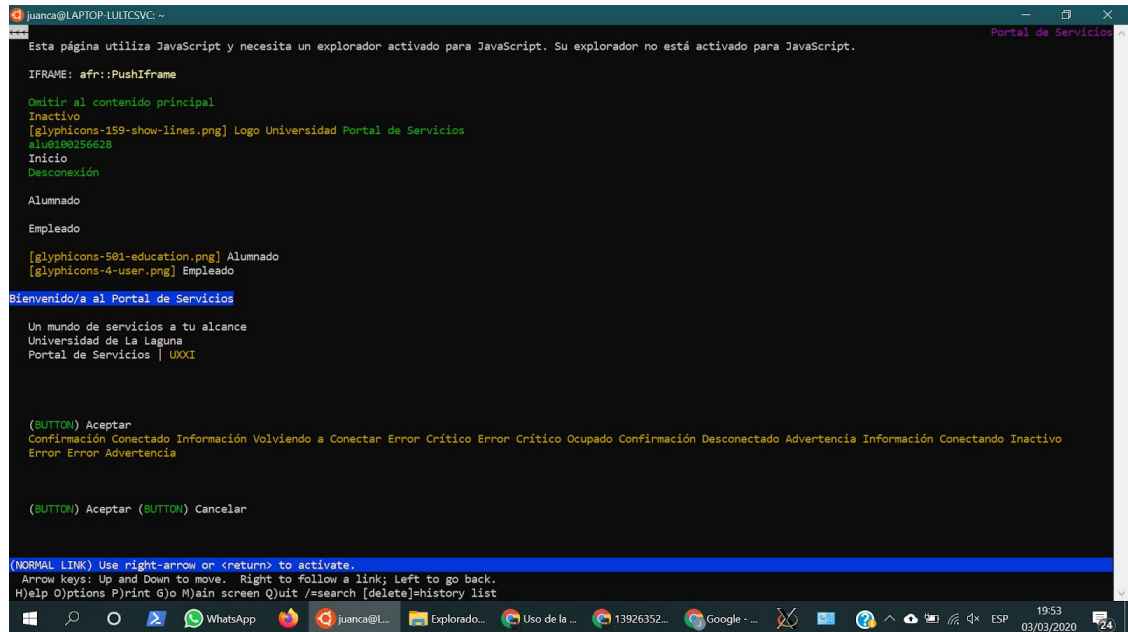 juanca@LAPTOP-LULTCSVC: ~
←←←
Portal de Servicios
Esta página utiliza JavaScript y necesita un explorador activado para JavaScript. Su explorador no está activado para JavaScript.
IFRAME: afr::PushIframe
Omitir al contenido principal
Inactivo
[glyphicons-159-show-lines.png] Logo Universidad Portal de Servicios
alu0100256628
Inicio
Desconexión
Alumnado
Empleado
[glyphicons-501-education.png] Alumnado
[glyphicons-4-user.png] Empleado
Bienvenido/a al Portal de Servicios
Un mundo de servicios a tu alcance
Universidad de La Laguna
Portal de Servicios | UXXI
(BUTTON) Aceptar
Confirmación Conectado Información Volviendo a Conectar Error Crítico Error Crítico Ocupado Confirmación Desconectado Advertencia Información Conectando Inactivo
Error Error Advertencia
(BUTTON) Aceptar (BUTTON) Cancelar
(NORMAL LINK) Use right-arrow or <return> to activate.
Arrow keys: Up and Down to move.  Right to follow a link; Left to go back.
H)elp O)ptions P)rint G)o M)ain screen Q)uit /=search [delete]=history list
WhatsApp juanca@L... Explorado... Uso de la ... 13926352... Google - ... ESP 19:53
03/03/2020 24